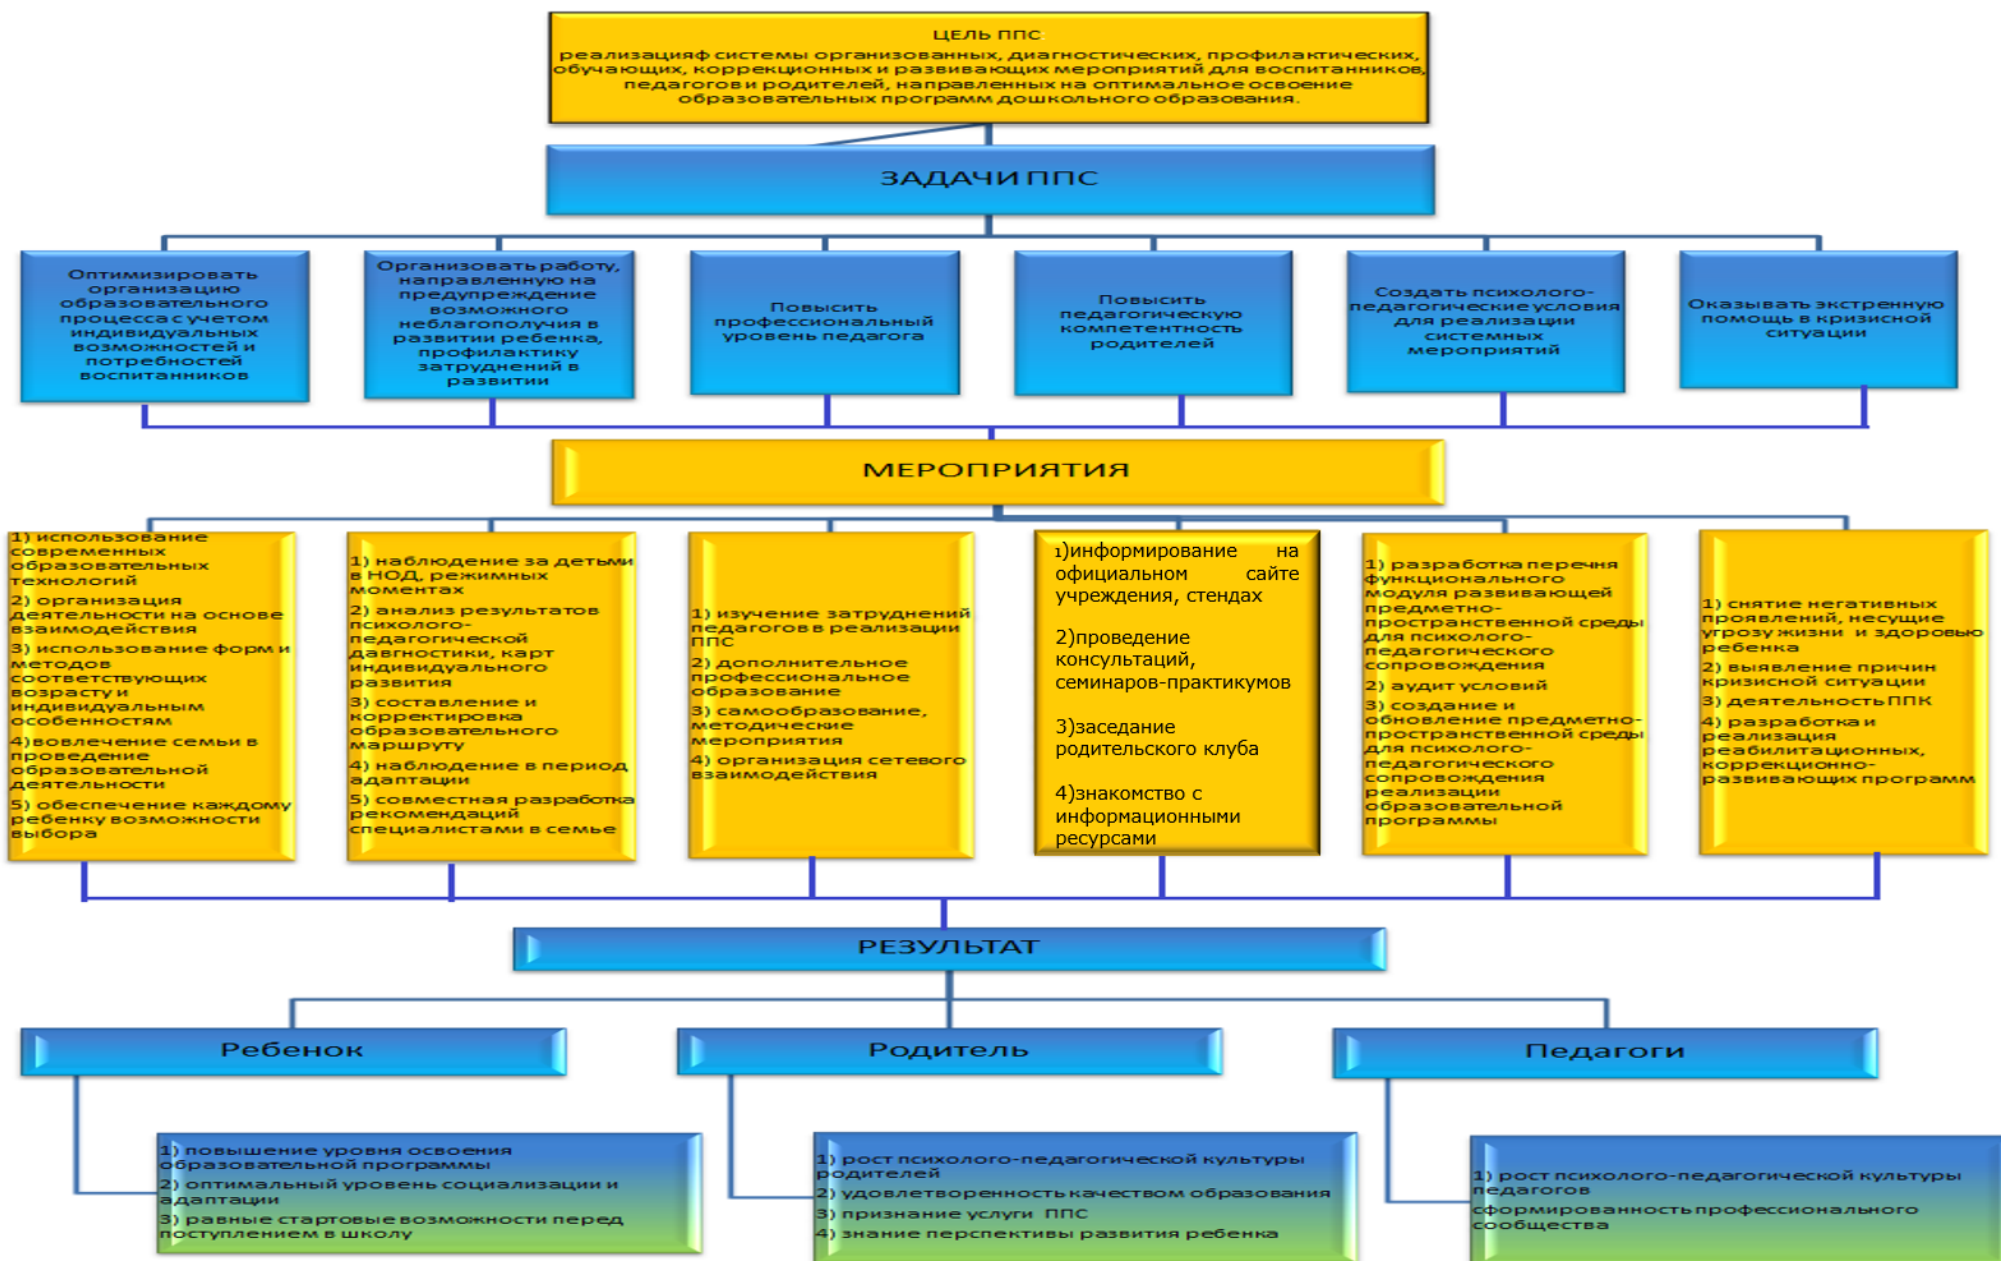 ЦЕЛЬ ППС
реализацияф системы организованных, диагностических, профилактических,
обучающих, коррекционных и развивающих мероприятий для воспитанников,
педагогов и родителей, направленных на оптимальное освоение
образовательных программ дошкольного образования.
ЗАДАЧИ ППС
Оптимизировать
организацию
образовательного
процесса с учетом
индивидуальных
возможностей и
потребностей
воспитанников
Организовать работу,
направленную на
предупреждение
возможного
неблагополучия в
развитии ребенка,
профилактику
затруднений в
развитии
Повысить
профессиональный
уровень педагога
Повысить
педагогическую
компетентность
родителей
Создать психолого-
педагогические условия
для реализации
системных
мероприятий
Оказывать экстренную
помощь в кризисной
ситуации
МЕРОПРИЯТИЯ
1) использование
современных
образовательных
технологий
2) организация
деятельности на основе
взаимодействия
3) использование форм и
методов
соответствующих
возрасту и
индивидуальным
особенностям
4)вовлечение семьи в
проведение
образовательной
деятельности
5) обеспечение каждому
ребенку возможности
выбора
1) наблюдение за детьми
в НОД, режимных
моментах
2) анализ результатов
психолого-
педагогической
давгностики, карт
индивидуального
развития
3) составление и
корректировка
образовательного
маршруту
4) наблюдение в период
адаптации
5) совместная разработка
рекомендаций
специалистами в семье
1) изучение затруднений
педагогов в реализации
ППС
2) дополнительное
профессиональное
образование
3) самообразование,
методические
мероприятия
4) организация сетевого
взаимодействия
1)информирование на
официальном сайте
учреждения, стендах
2)проведение
консультаций,
семинаров-практикумов
3)заседание
родительского клуба
4)знакомство с
информационными
ресурсами
1) разработка перечня
функционального
модуля развивающей
предметно-
пространственной среды
для психолого-
педагогического
сопровождения
2) аудит условий
3) создание и
обновление предметно-
пространственной среды
для психолого-
педагогического
сопровождения
реализации
образовательной
программы
1) снятие негативных
проявлений, несущие
угрозу жизни и здоровью
ребенка
2) выявление причин
кризисной ситуации
3) деятельность ППК
4) разработка и
реализация
реабилитационных,
коррекционно-
развивающих программ
РЕЗУЛЬТАТ
Ребенок
Родитель
Педагоги
1) повышение уровня освоения
образовательной программы
2) оптимальный уровень социализации и
адаптации
3) равные стартовые возможности перед
поступлением в школу
1) рост психолого-педагогической культуры
родителей
2) удовлетворенность качеством образования
3) признание услуги ППС
4) знание перспективы развития ребенка
1) рост психолого-педагогической культуры
педагогов
сформированность профессионального
сообщества